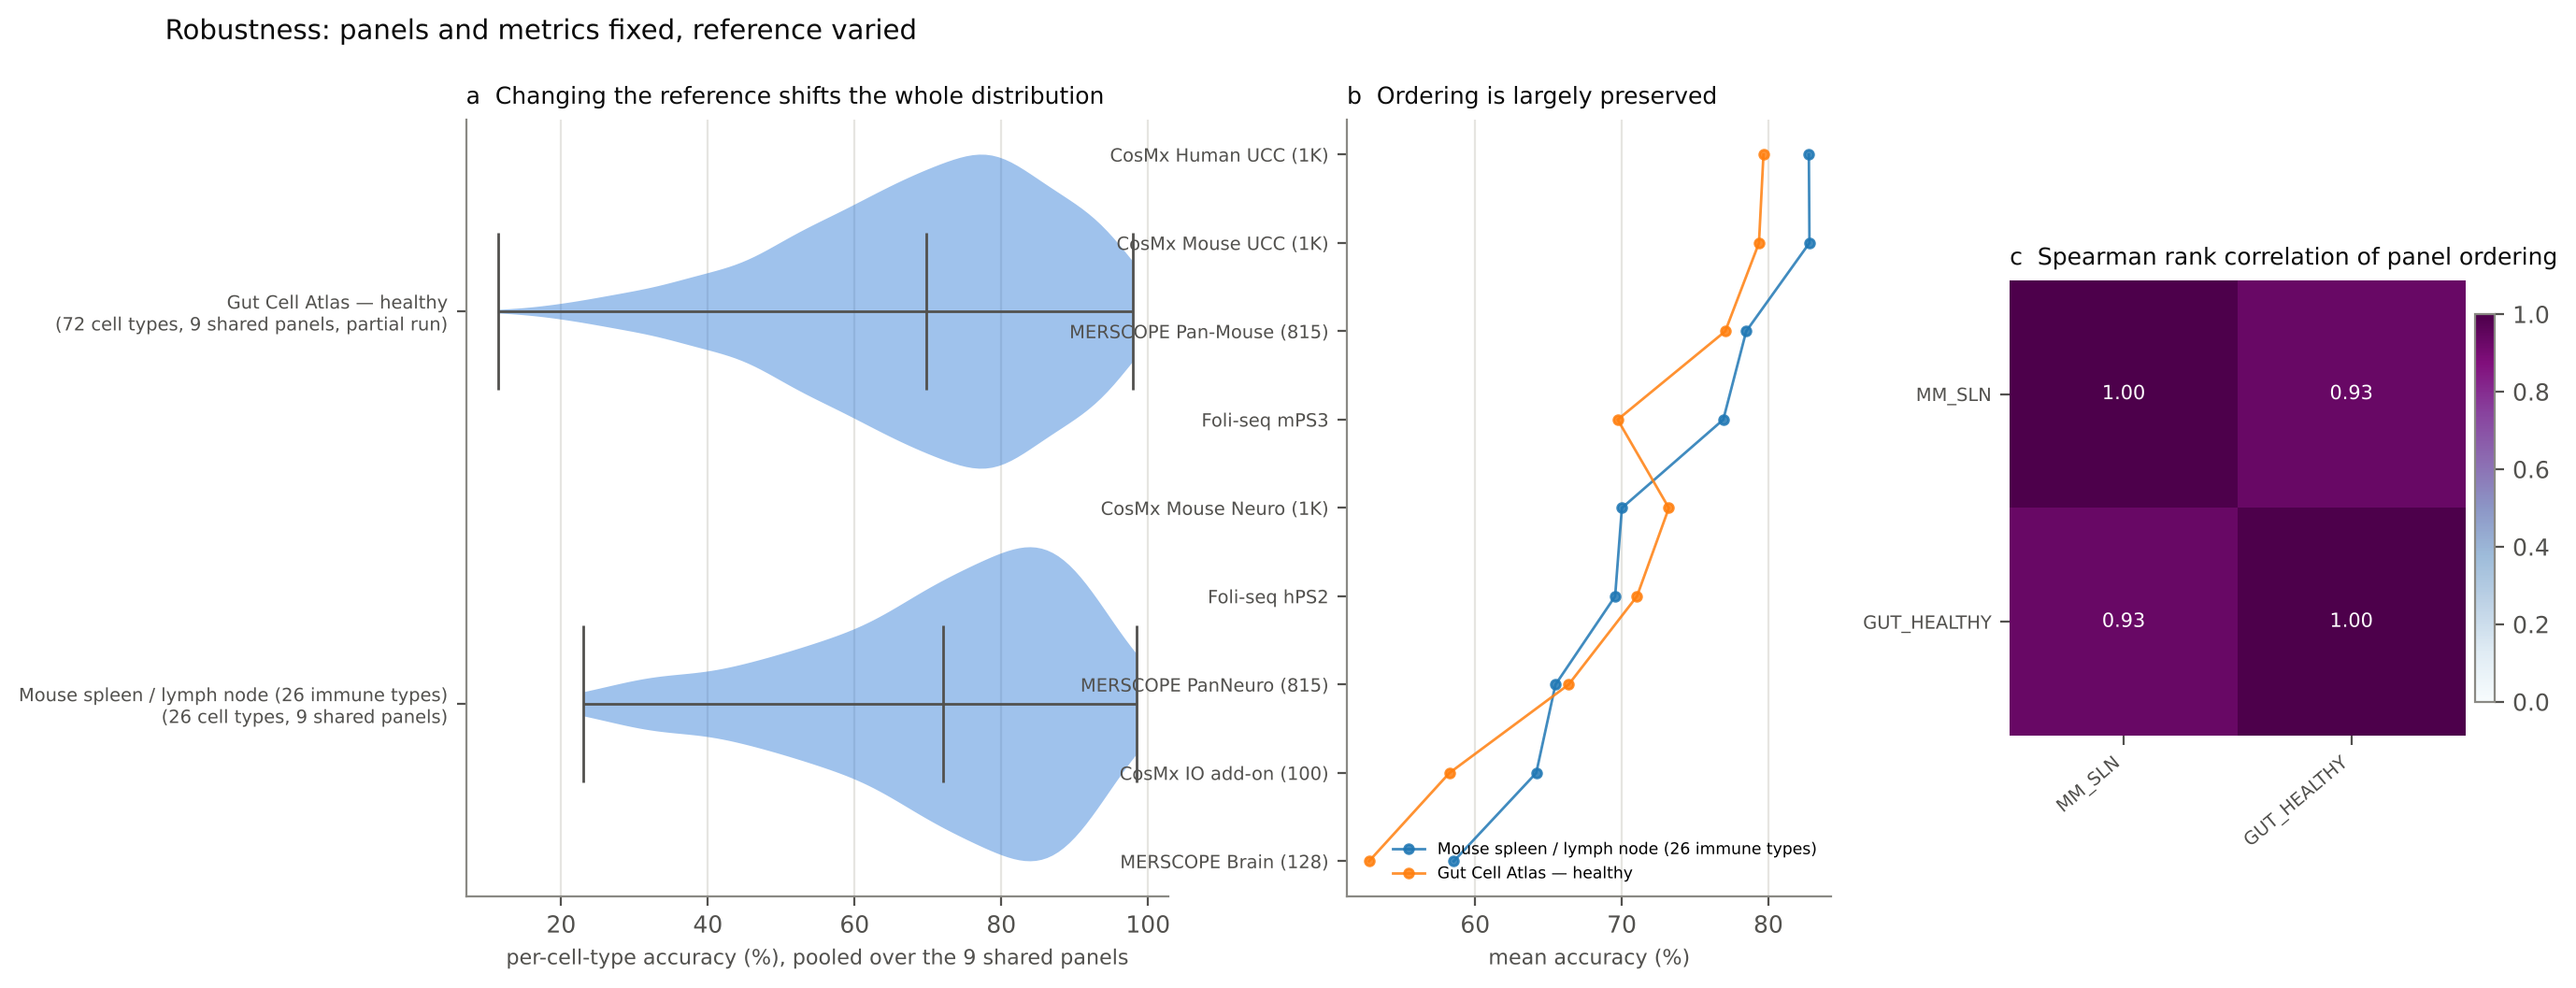 Robustness: panels and metrics fixed, reference varied
a Changing the reference shifts the whole distribution
Gut Cell Atlas — healthy
(72 cell types, 9 shared panels, partial run)
Mouse spleen / lymph node (26 immune types)
(26 cell types, 9 shared panels)
20 40 60 80 100
per-cell-type accuracy (%), pooled over the 9 shared panels
b Ordering is largely preserved
CosMx Human UCC (1K)
CosMx Mouse UCC (1K)
MERSCOPE Pan-Mouse (815)
Foli-seq mPS3
CosMx Mouse Neuro (1K)
Foli-seq hPS2
MERSCOPE PanNeuro (815)
CosMx IO add-on (100)
MERSCOPE Brain (128)
Mouse spleen / lymph node (26 immune types)
Gut Cell Atlas — healthy
60 70 80
mean accuracy (%)
c Spearman rank correlation of panel ordering
MM_SLN
GUT_HEALTHY
1.00 0.93
0.93 1.00
MM_SLN
GUT_HEALTHY
1.0
0.8
0.6
0.4
0.2
0.0